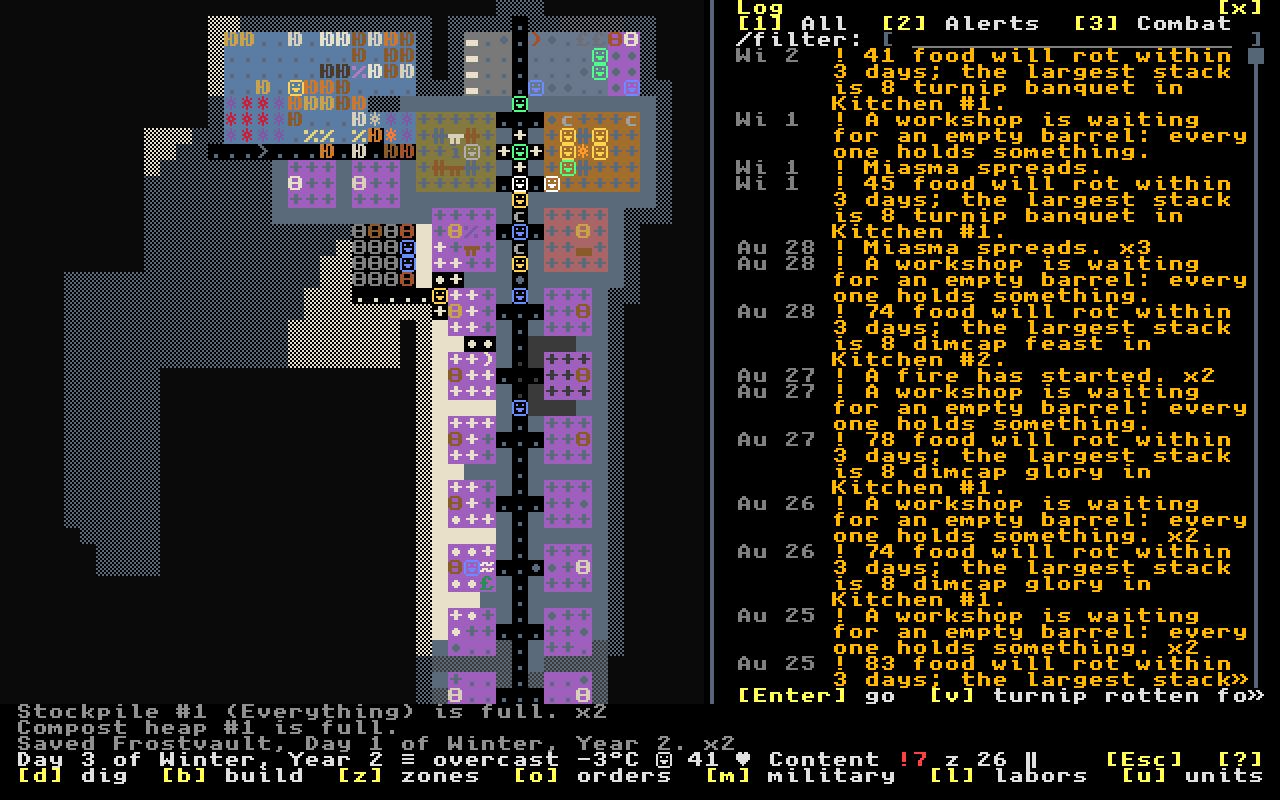 Log [x]
[1] All [2] Alerts [3] Combat
/filter: [ ]
Wi 2 ! 41 food will rot within
3 days; the largest stack
is 8 turnip banquet in
Kitchen #1.
Wi 1 ! A workshop is waiting
for an empty barrel: every
one holds something.
Wi 1 ! Miasma spreads.
Wi 1 ! 45 food will rot within
3 days; the largest stack
is 8 turnip banquet in
Kitchen #1.
Au 28 ! Miasma spreads. x3
Au 28 ! A workshop is waiting
for an empty barrel: every
one holds something.
Au 28 ! 74 food will rot within
3 days; the largest stack
is 8 dimcap feast in
Kitchen #2.
Au 27 ! A fire has started. x2
Au 27 ! A workshop is waiting
for an empty barrel: every
one holds something.
Au 27 ! 78 food will rot within
3 days; the largest stack
is 8 dimcap glory in
Kitchen #1.
Au 26 ! A workshop is waiting
for an empty barrel: every
one holds something. x2
Au 26 ! 74 food will rot within
3 days; the largest stack
is 8 dimcap glory in
Kitchen #1.
Au 25 ! A workshop is waiting
for an empty barrel: every
one holds something. x2
Au 25 ! 83 food will rot within
3 days; the largest stack»
[Enter] go [v] turnip rotten fo»
Stockpile #1 (Everything) is full. x2
Compost heap #1 is full.
Saved Frostvault, Day 1 of Winter, Year 2. x2
Day 3 of Winter, Year 2 ≡ overcast -3°C ☺ 41 ♥ Content !7 z 26 ‖ [Esc] [?]
[d] dig [b] build [z] zones [o] orders [m] military [l] labors [u] units